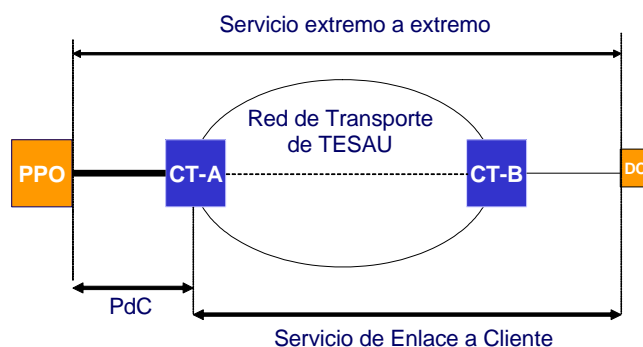 Servicio extremo a extremo
Red de Transporte
de TESAU
PPO
CT-A
CT-B
DC
PdC
Servicio de Enlace a Cliente